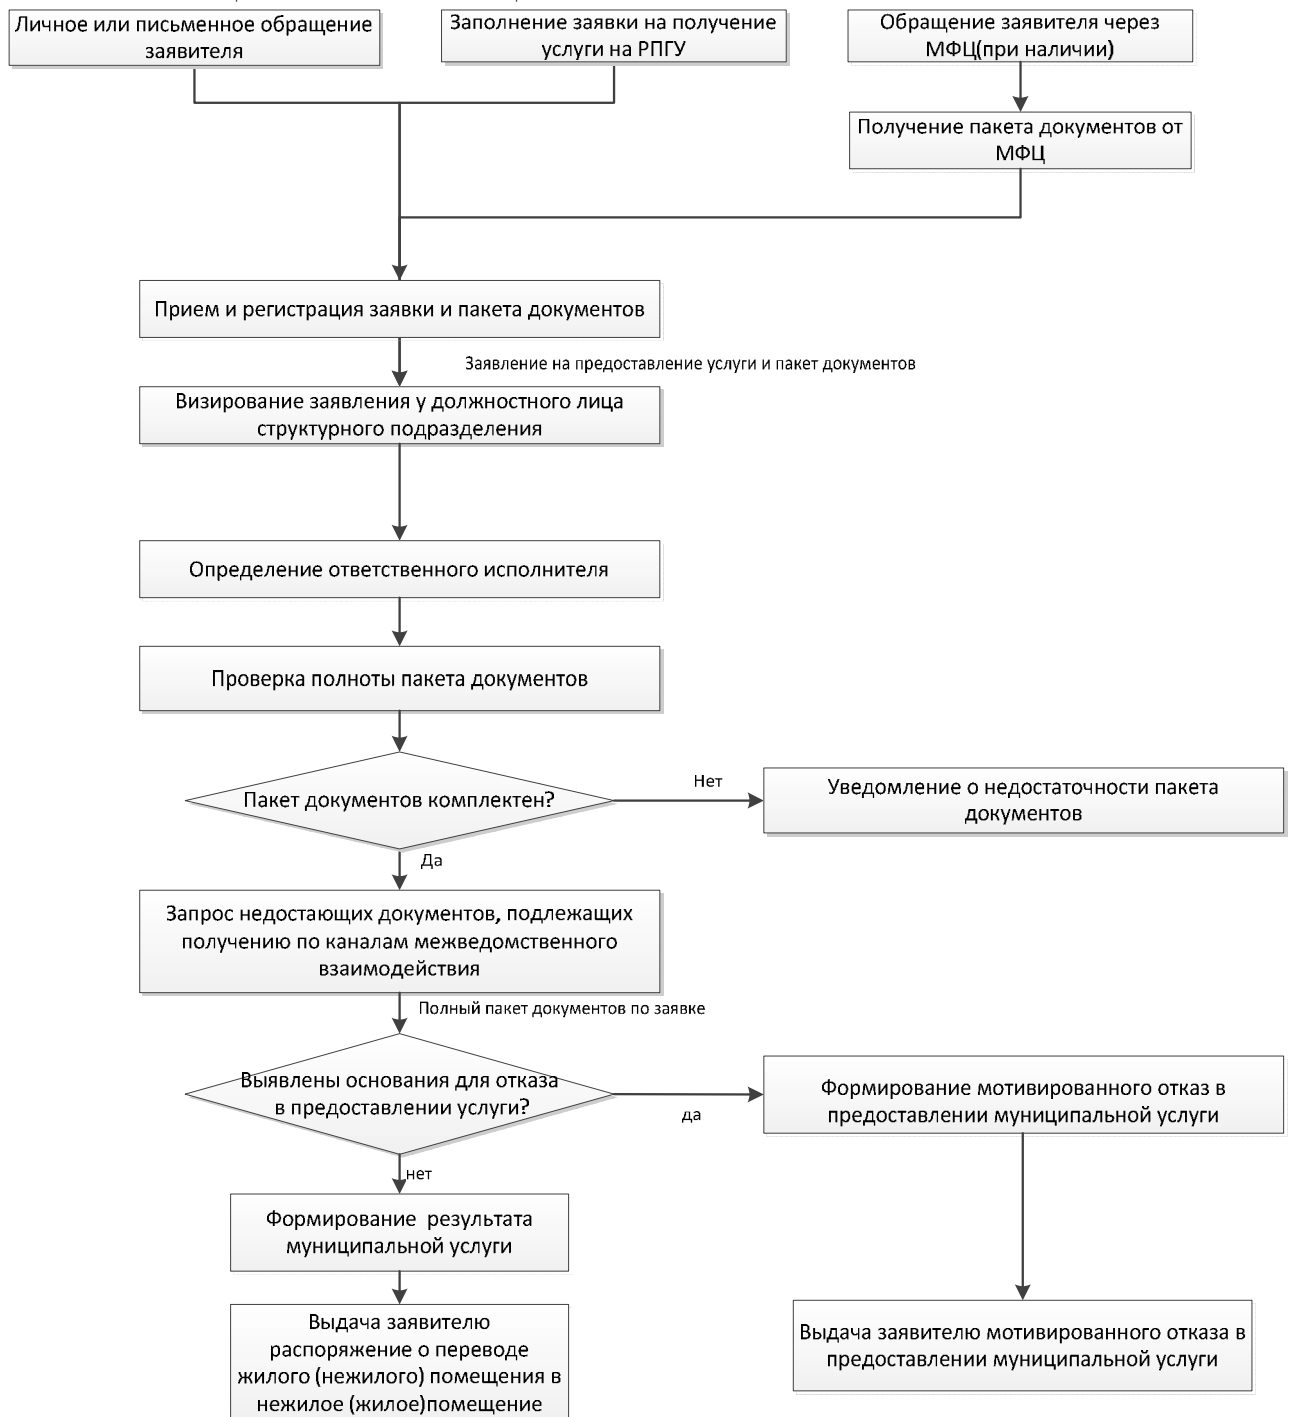 Личное или письменное обращение
заявителя
Заполнение заявки на получение
услуги на РПГУ
Обращение заявителя через
МФЦ(при наличии)
Получение пакета документов от
МФЦ
Прием и регистрация заявки и пакета документов
Заявление на предоставление услуги и пакет документов
Визирование заявления у должностного лица
структурного подразделения
Определение ответственного исполнителя
Проверка полноты пакета документов
Пакет документов комплектен?
Нет
Уведомление о недостаточности пакета
документов
Да
Запрос недостающих документов, подлежащих
получению по каналам межведомственного
взаимодействия
Полный пакет документов по заявке
Выявлены основания для отказа
в предоставлении услуги?
да
Формирование мотивированного отказ в
предоставлении муниципальной услуги
нет
Формирование  результата
муниципальной услуги
Выдача заявителю
распоряжение о переводе
жилого (нежилого) помещения в
нежилое (жилое)помещение
Выдача заявителю мотивированного отказа в
предоставлении муниципальной услуги